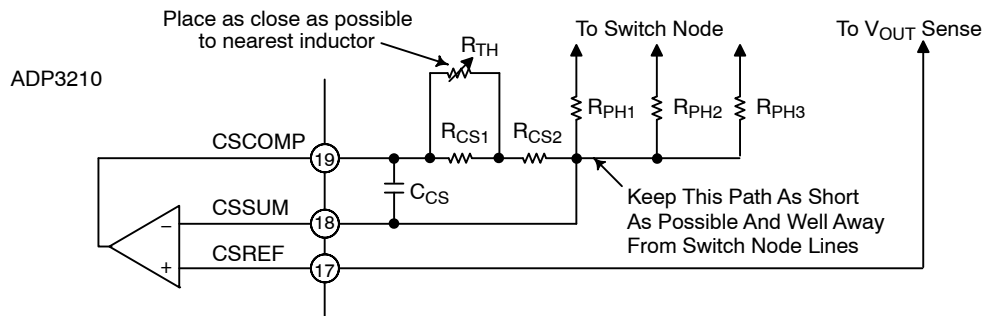 Place as close as possible
to nearest inductor
R_TH
To Switch Node
To V_OUT Sense
ADP3210
R_PH1
R_PH2
R_PH3
R_CS1
R_CS2
CSCOMP
19
C_CS
Keep This Path As Short
As Possible And Well Away
From Switch Node Lines
CSSUM
18
−
CSREF
17
+